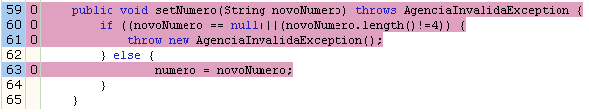 59 0 public void setNumero(String novoNumero) throws AgenciaInvalidaException {
60 0 if ((novoNumero == null||(novoNumero.length()!=4)) {
61 0 throw new AgenciaInvalidaException();
62 } else {
63 0 numero = novoNumero;
64 }
65 }